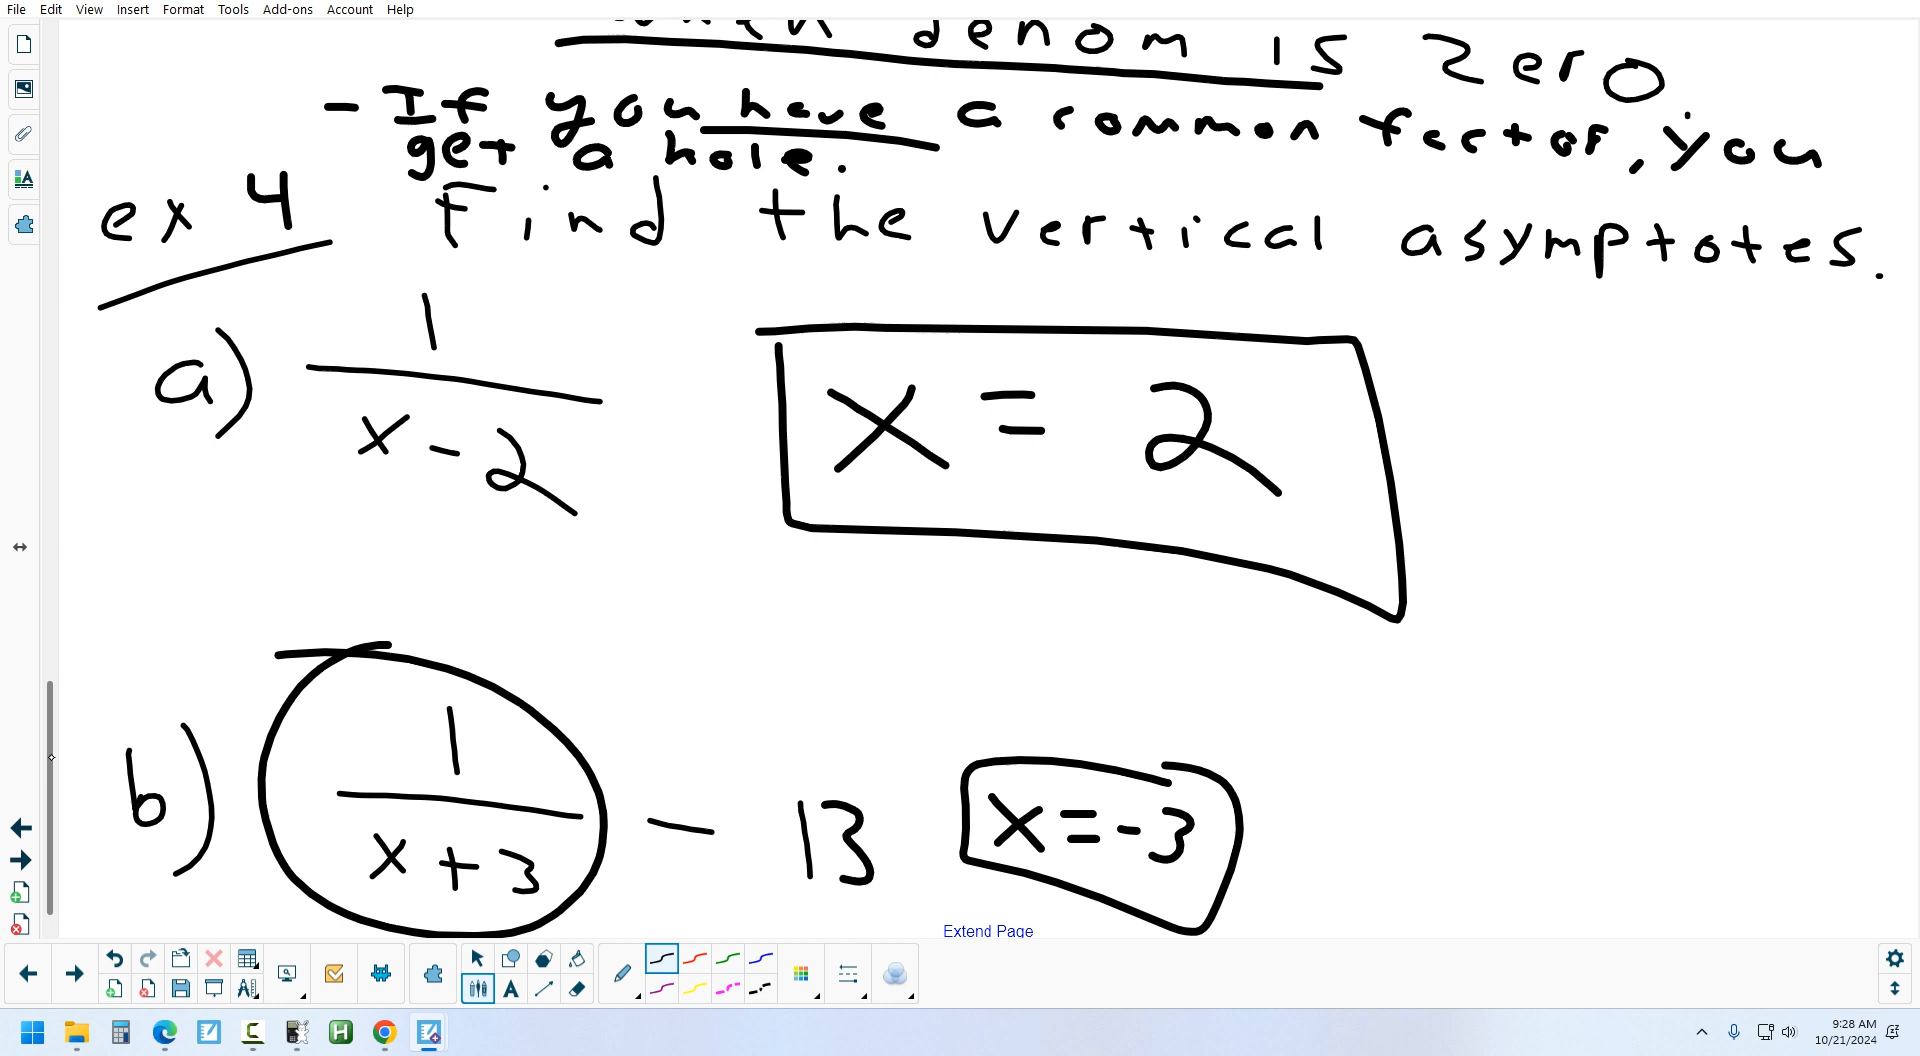 File Edit View Insert Format Tools Add-ons Account Help
denom is zero.
- If you have a common factor, you
get a hole.
ex 4 Find the vertical asymptotes.
a) 1
x - 2
x = 2
b) 1
x + 3
- 13
x = -3
Extend Page
9:28 AM
10/21/2024